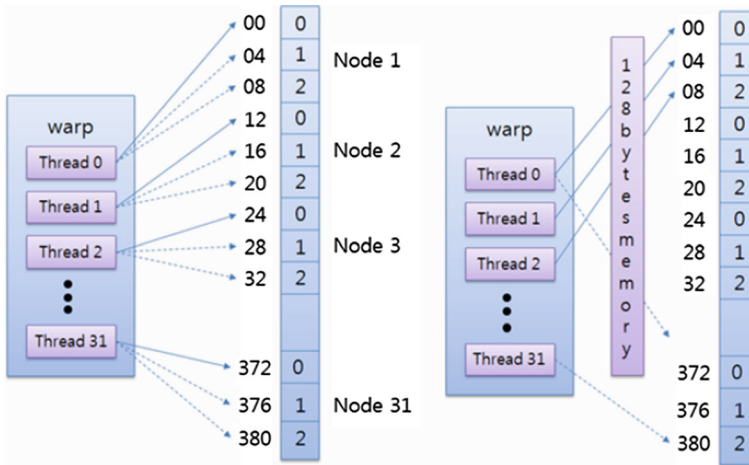 00 0
04 1 Node 1
08 2
12 0
16 1 Node 2
20 2
24 0
28 1 Node 3
32 2
372 0
376 1 Node 31
380 2
warp
Thread 0
Thread 1
Thread 2
Thread 31
warp
Thread 0
Thread 1
Thread 2
Thread 31
128bytesmemory
00 0
04 1
08 2
12 0
16 1
20 2
24 0
28 1
32 2
372 0
376 1
380 2